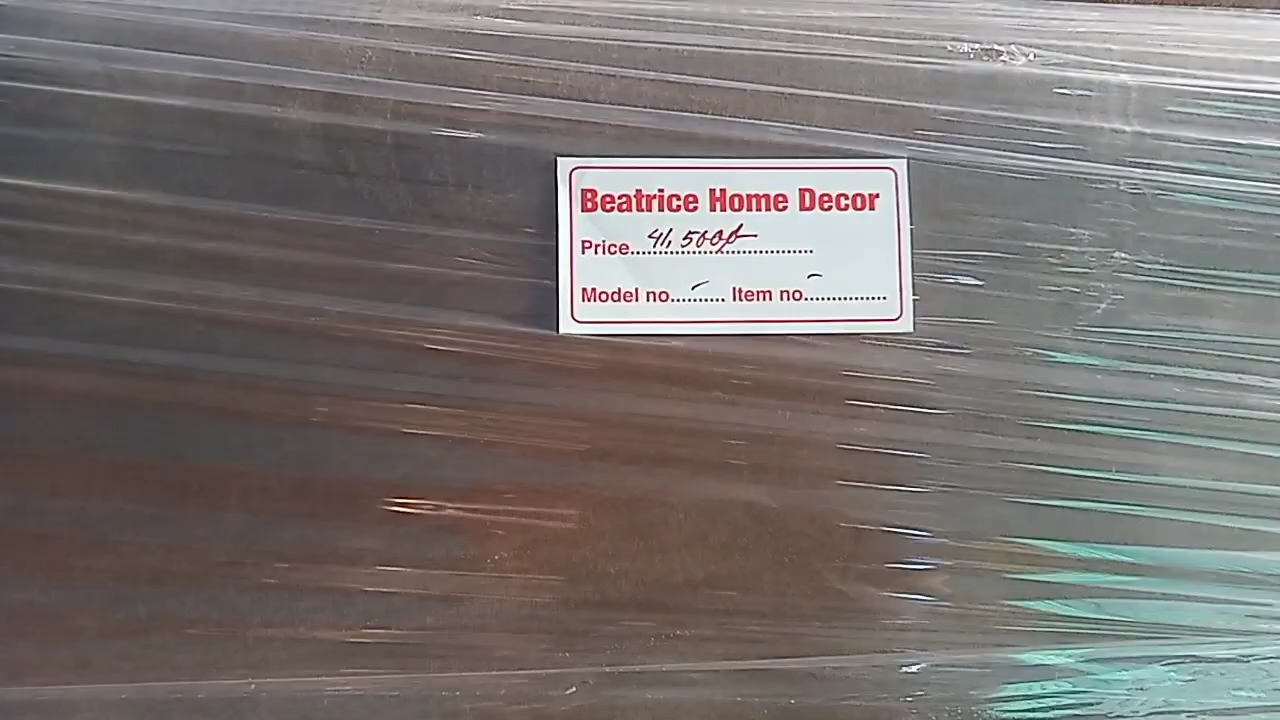 Beatrice Home Decor
Price....41,500/=....
Model no.......... Item no...............